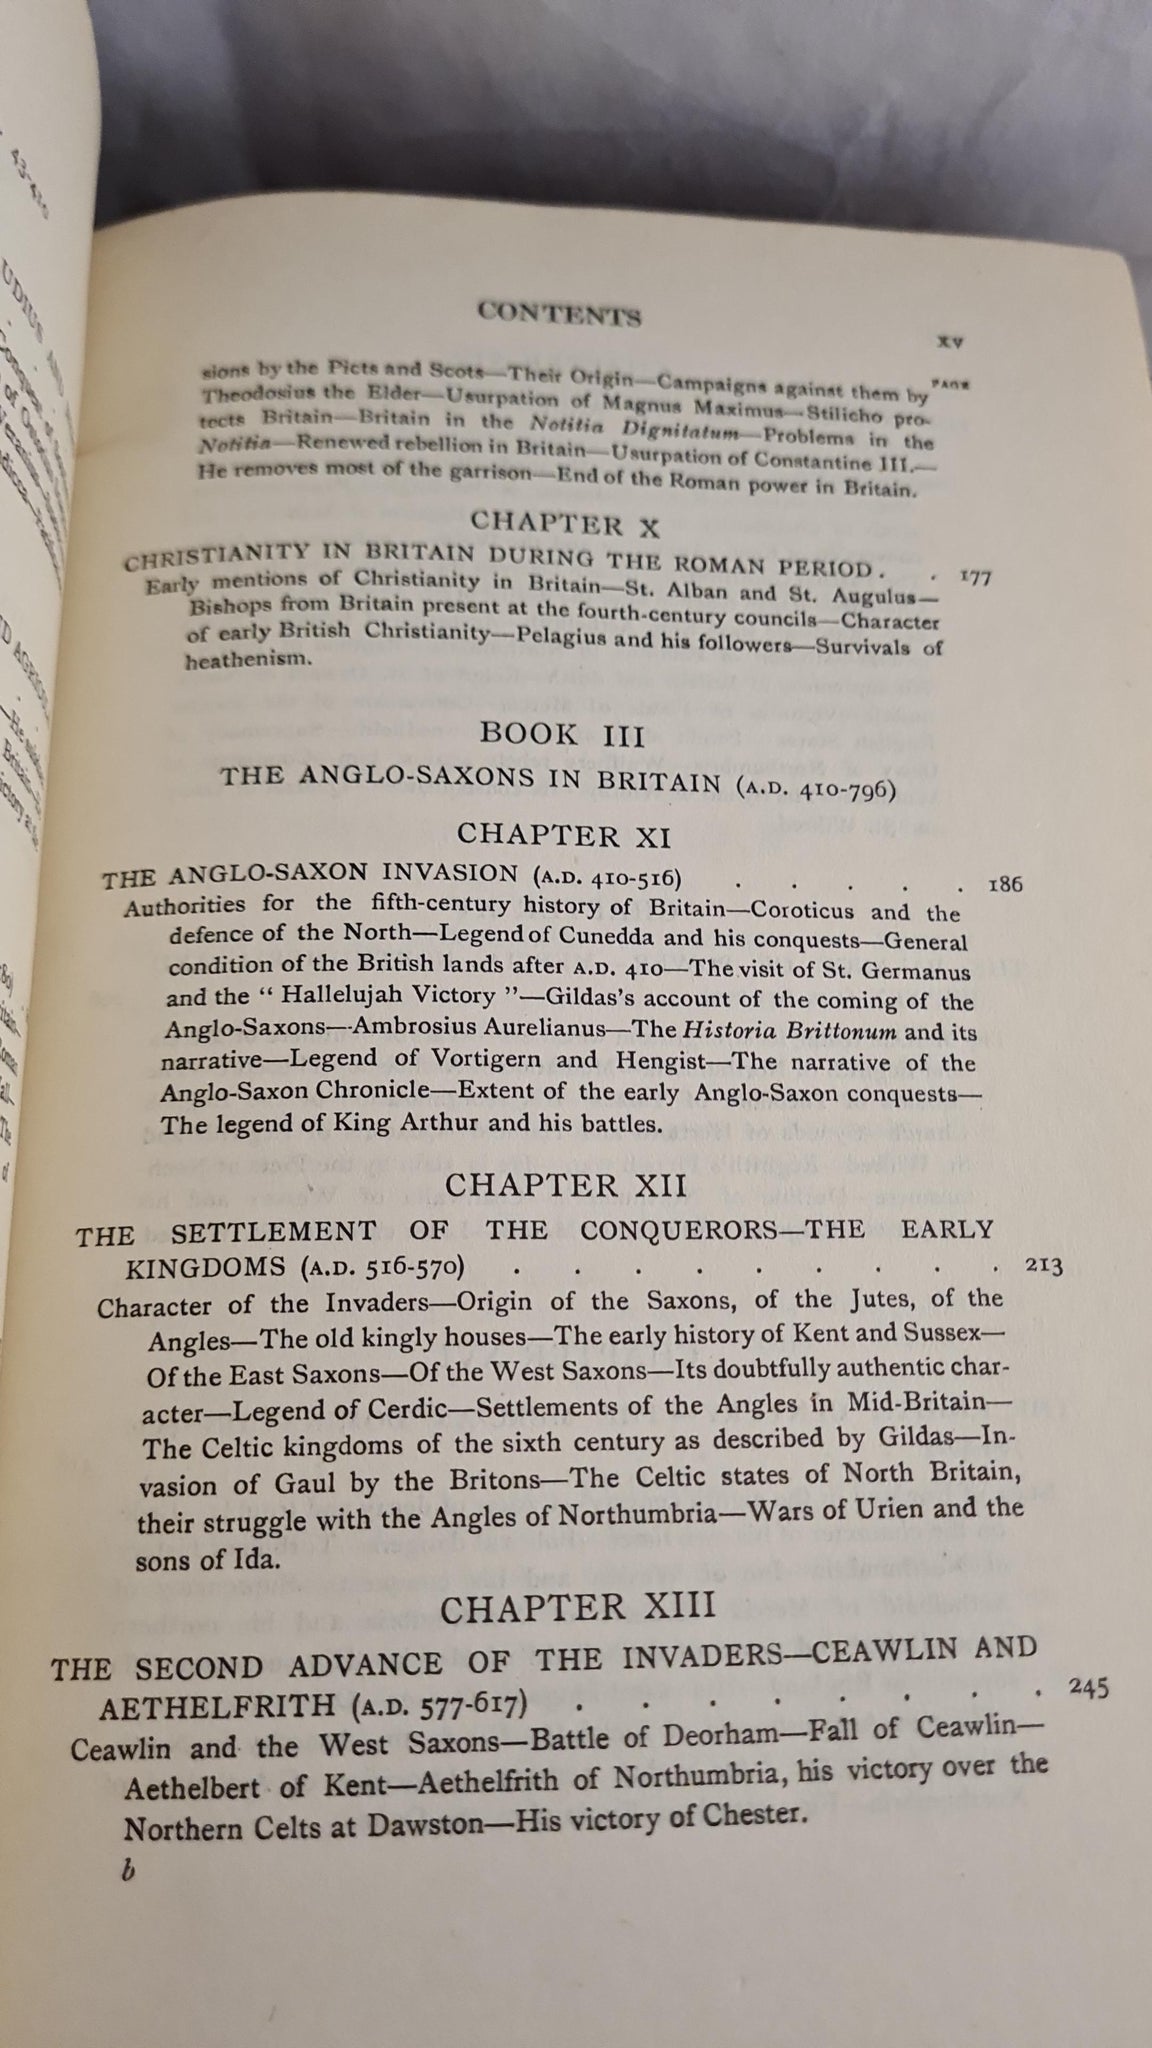 CONTENTS
xv
PAGE
sions by the Picts and Scots—Their Origin—Campaigns against them by
Theodosius the Elder—Usurpation of Magnus Maximus—Stilicho pro-
tects Britain—Britain in the Notitia Dignitatum—Problems in the
Notitia—Renewed rebellion in Britain—Usurpation of Constantine III.—
He removes most of the garrison—End of the Roman power in Britain.
CHAPTER X
CHRISTIANITY IN BRITAIN DURING THE ROMAN PERIOD . . 177
Early mentions of Christianity in Britain—St. Alban and St. Augulus—
Bishops from Britain present at the fourth-century councils—Character
of early British Christianity—Pelagius and his followers—Survivals of
heathenism.
BOOK III
THE ANGLO-SAXONS IN BRITAIN (A.D. 410-796)
CHAPTER XI
THE ANGLO-SAXON INVASION (A.D. 410-516) . . . . . 186
Authorities for the fifth-century history of Britain—Coroticus and the
defence of the North—Legend of Cunedda and his conquests—General
condition of the British lands after A.D. 410—The visit of St. Germanus
and the “ Hallelujah Victory ”—Gildas's account of the coming of the
Anglo-Saxons—Ambrosius Aurelianus—The Historia Brittonum and its
narrative—Legend of Vortigern and Hengist—The narrative of the
Anglo-Saxon Chronicle—Extent of the early Anglo-Saxon conquests—
The legend of King Arthur and his battles.
CHAPTER XII
THE SETTLEMENT OF THE CONQUERORS—THE EARLY
KINGDOMS (A.D. 516-570) . . . . . . . . . 213
Character of the Invaders—Origin of the Saxons, of the Jutes, of the
Angles—The old kingly houses—The early history of Kent and Sussex—
Of the East Saxons—Of the West Saxons—Its doubtfully authentic char-
acter—Legend of Cerdic—Settlements of the Angles in Mid-Britain—
The Celtic kingdoms of the sixth century as described by Gildas—In-
vasion of Gaul by the Britons—The Celtic states of North Britain,
their struggle with the Angles of Northumbria—Wars of Urien and the
sons of Ida.
CHAPTER XIII
THE SECOND ADVANCE OF THE INVADERS—CEAWLIN AND
AETHELFRITH (A.D. 577-617) . . . . . . . . 245
Ceawlin and the West Saxons—Battle of Deorham—Fall of Ceawlin—
Aethelbert of Kent—Aethelfrith of Northumbria, his victory over the
Northern Celts at Dawston—His victory of Chester.
b